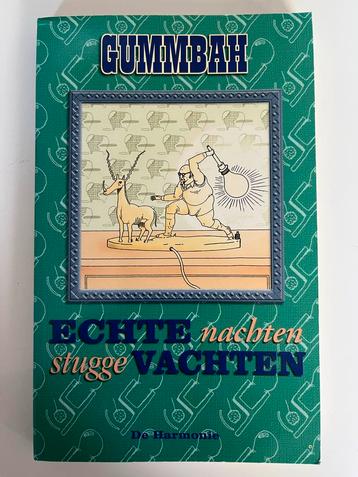 GUMMBAH
ECHTE nachten
stugge VACHTEN
De Harmonie